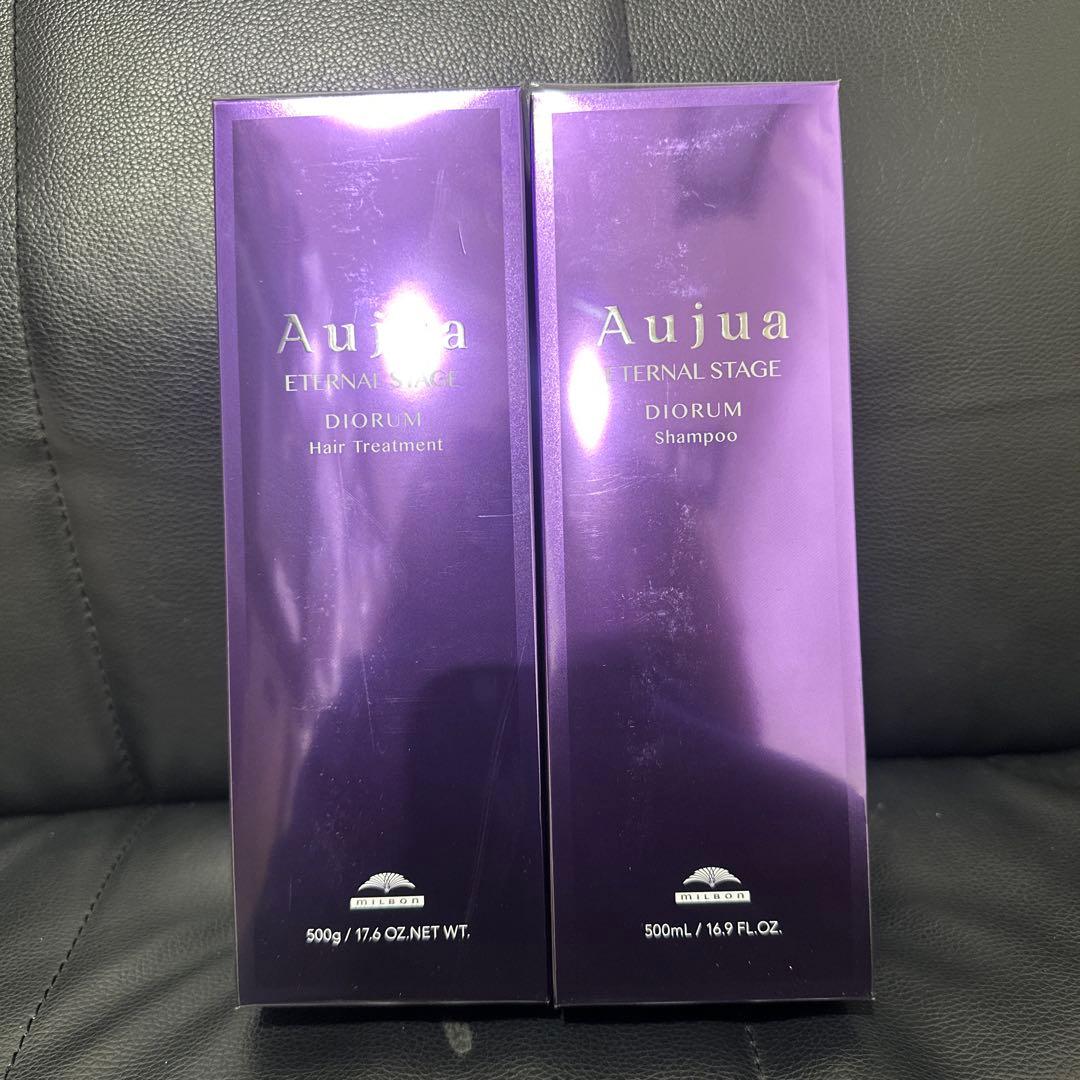 Aujua
ETERNAL STAGE
DIORUM
Hair Treatment
MILBON
500g / 17.6 OZ.NET WT.
Aujua
ETERNAL STAGE
DIORUM
Shampoo
MILBON
500mL / 16.9 FL.OZ.